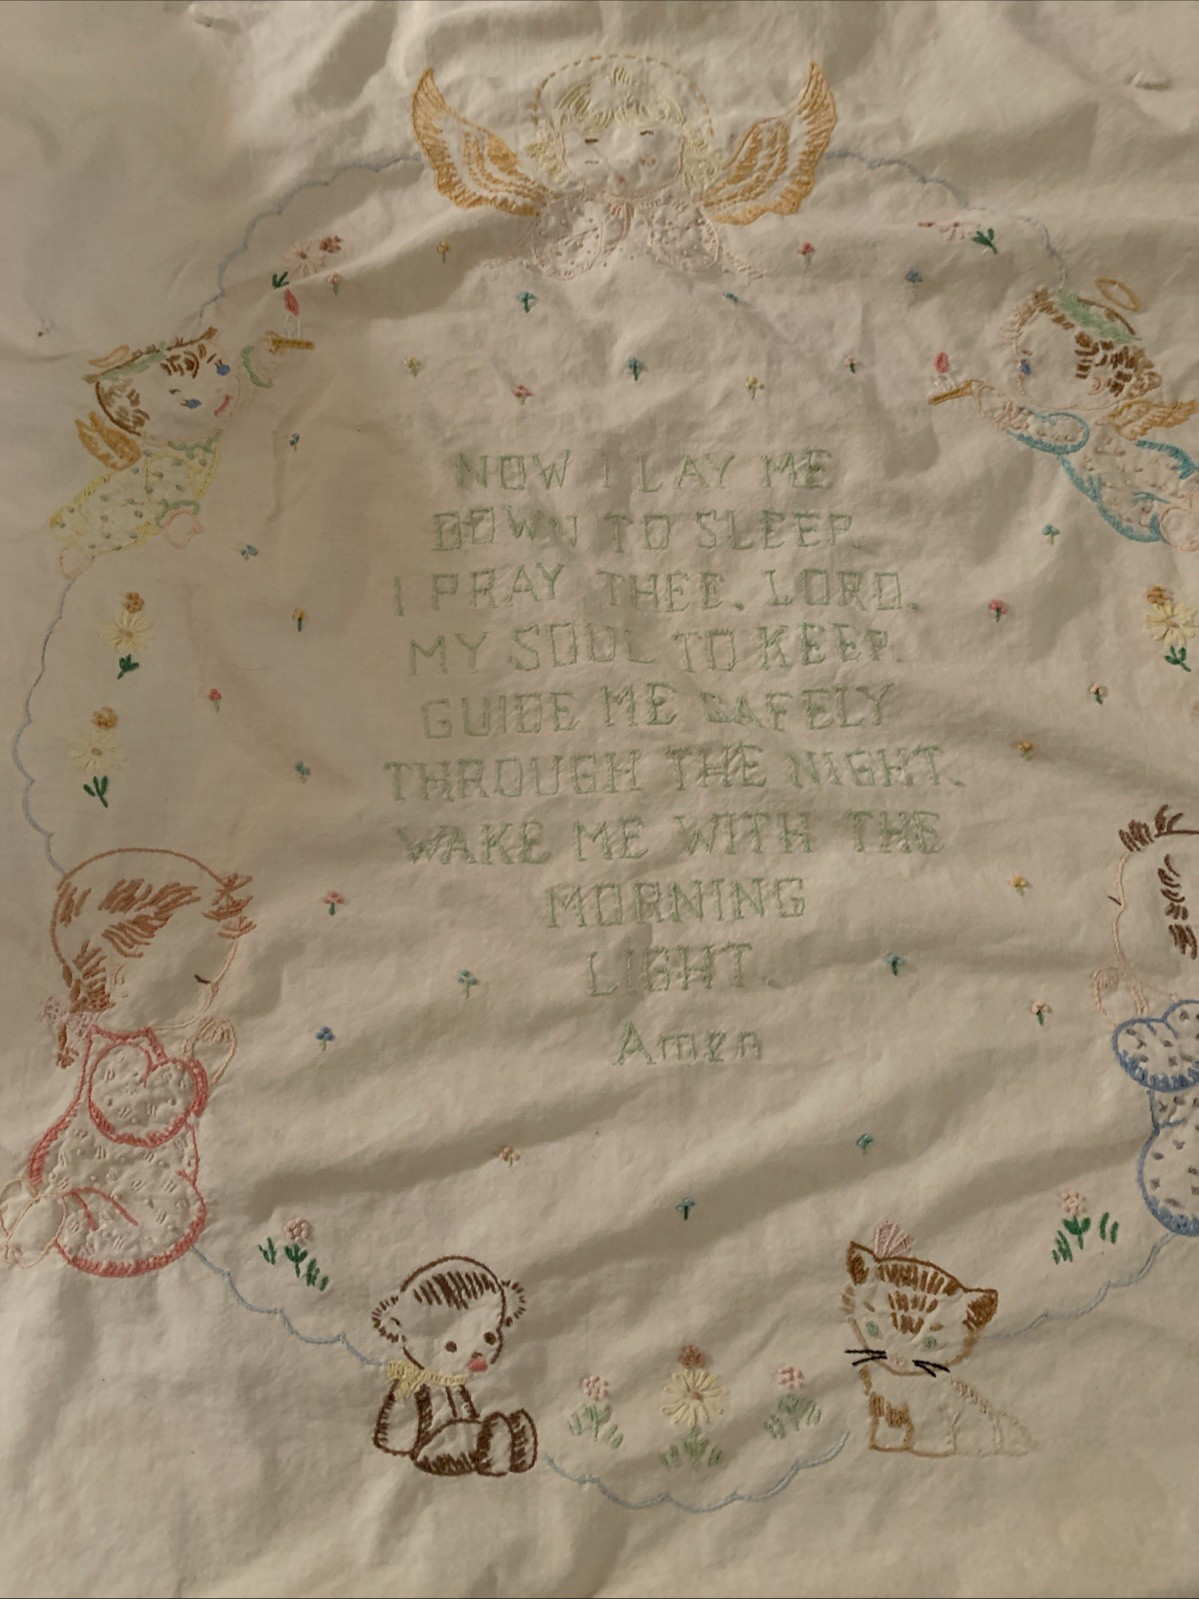 NOW I LAY ME
DOWN TO SLEEP.
I PRAY THEE, LORD,
MY SOUL TO KEEP.
GUIDE ME SAFELY
THROUGH THE NIGHT,
WAKE ME WITH THE
MORNING
LIGHT.
Amen